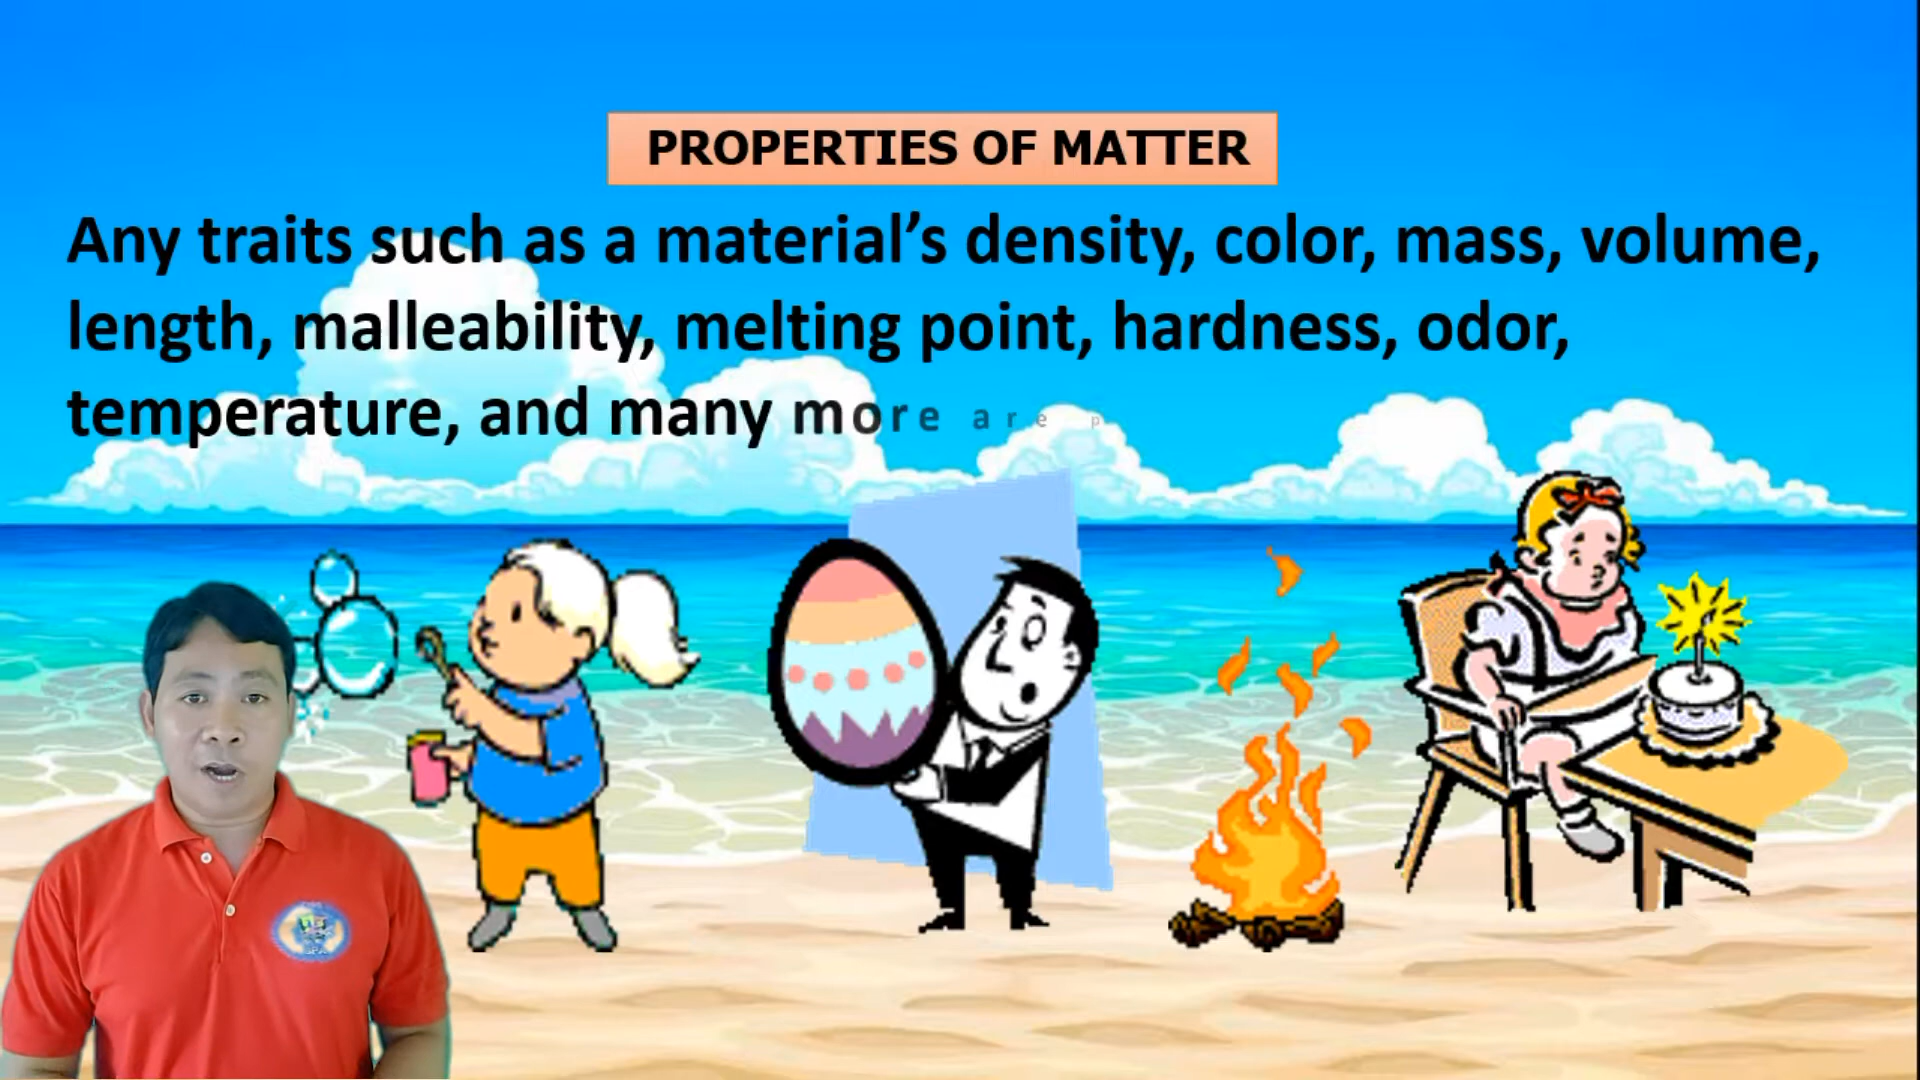 PROPERTIES OF MATTER
Any traits such as a material’s density, color, mass, volume,
length, malleability, melting point, hardness, odor,
temperature, and many more are p